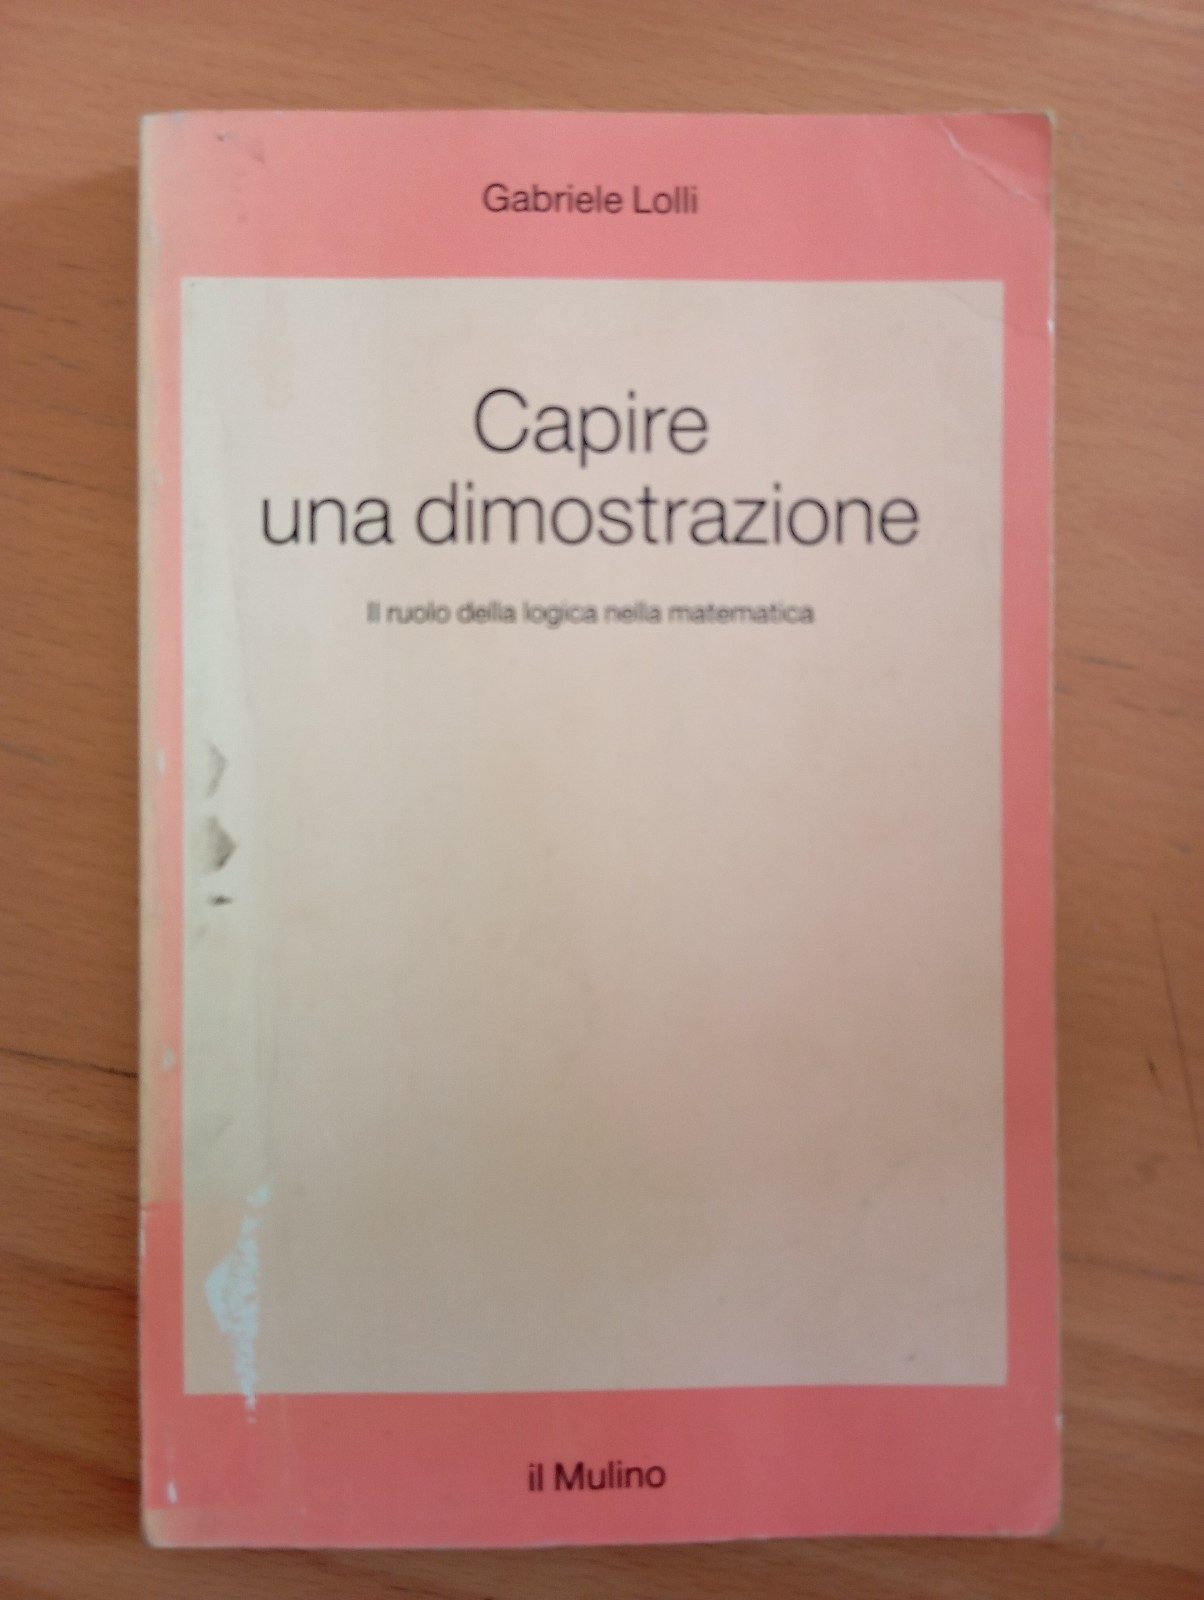 Gabriele Lolli
Capire
una dimostrazione
Il ruolo della logica nella matematica
il Mulino